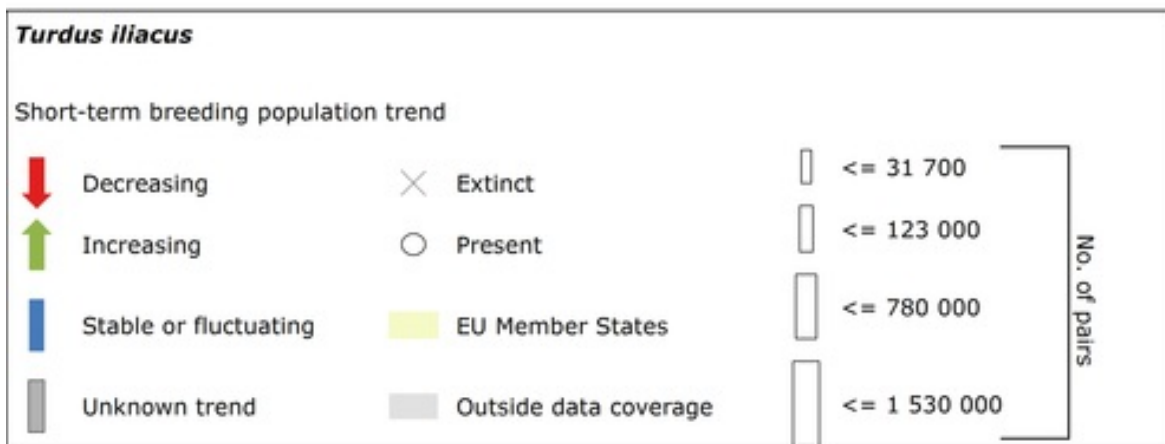 Turdus iliacus
Short-term breeding population trend
Decreasing
Extinct
<= 31 700
Increasing
Present
<= 123 000
Stable or fluctuating
EU Member States
<= 780 000
Unknown trend
Outside data coverage
<= 1 530 000
No. of pairs